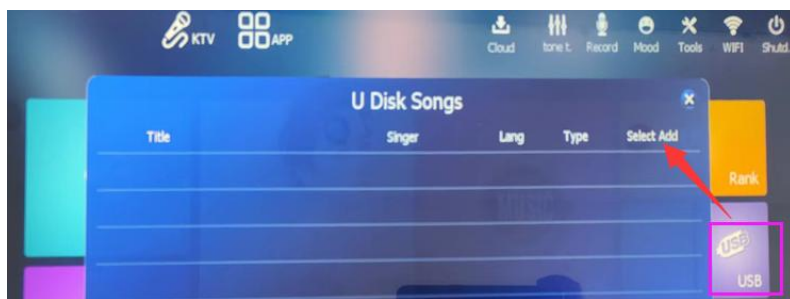 KTV APP
Cloud tone t. Record Mood Tools WIFI Shutd.
U Disk Songs
Title Singer Lang Type Select Add
Rank
USB
USB